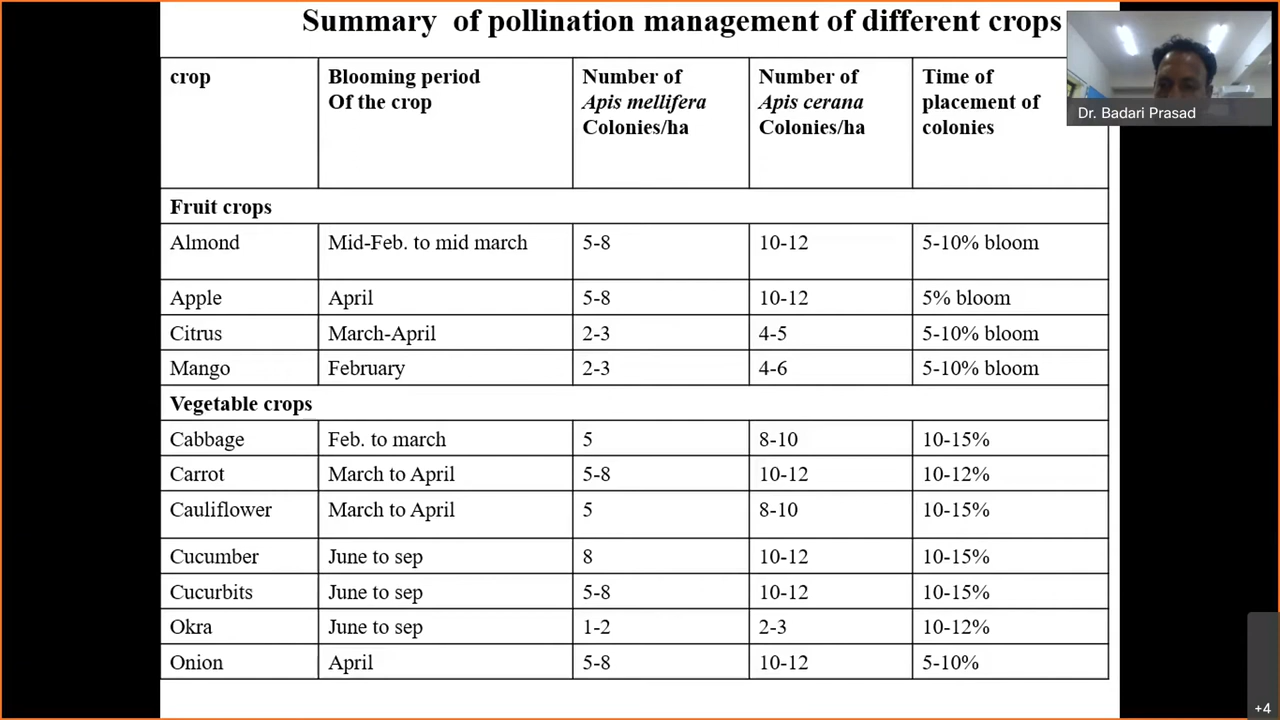 Summary of pollination management of different crops
Dr. Badari Prasad
crop
Blooming period
Of the crop
Number of
Apis mellifera
Colonies/ha
Number of
Apis cerana
Colonies/ha
Time of
placement of
colonies
Fruit crops
Almond Mid-Feb. to mid march 5-8 10-12 5-10% bloom
Apple April 5-8 10-12 5% bloom
Citrus March-April 2-3 4-5 5-10% bloom
Mango February 2-3 4-6 5-10% bloom
Vegetable crops
Cabbage Feb. to march 5 8-10 10-15%
Carrot March to April 5-8 10-12 10-12%
Cauliflower March to April 5 8-10 10-15%
Cucumber June to sep 8 10-12 10-15%
Cucurbits June to sep 5-8 10-12 10-15%
Okra June to sep 1-2 2-3 10-12%
Onion April 5-8 10-12 5-10%
+4